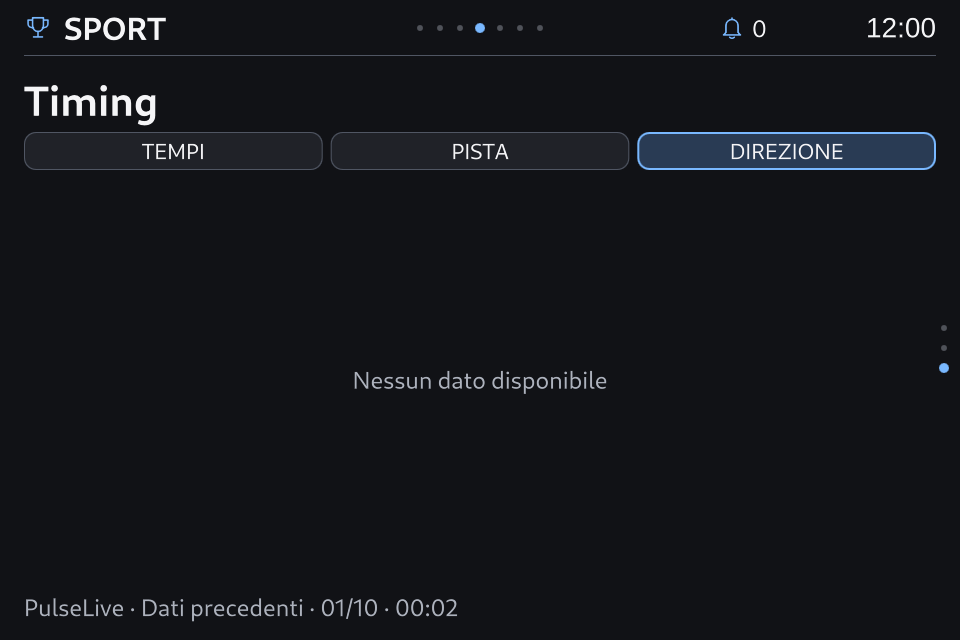 SPORT 0 12:00
Timing
TEMPI PISTA DIREZIONE
Nessun dato disponibile
PulseLive · Dati precedenti · 01/10 · 00:02